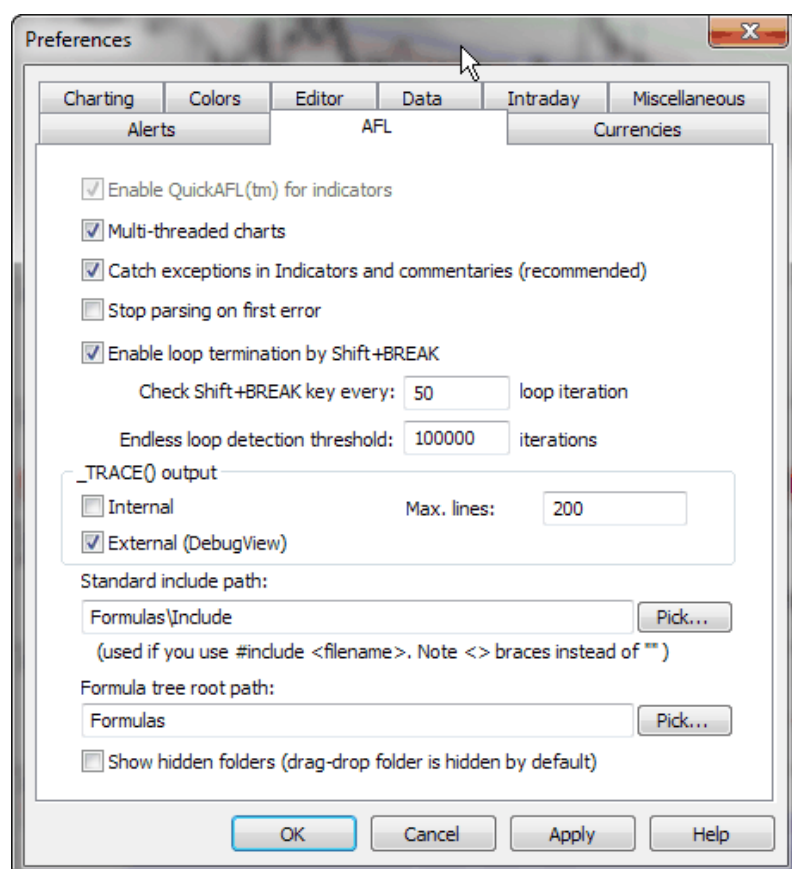 Preferences
Charting Colors Editor Data Intraday Miscellaneous
Alerts AFL Currencies
Enable QuickAFL(tm) for indicators
Multi-threaded charts
Catch exceptions in Indicators and commentaries (recommended)
Stop parsing on first error
Enable loop termination by Shift+BREAK
Check Shift+BREAK key every: 50 loop iteration
Endless loop detection threshold: 100000 iterations
_TRACE() output
Internal Max. lines: 200
External (DebugView)
Standard include path:
Formulas\Include Pick...
(used if you use #include <filename>. Note <> braces instead of "" )
Formula tree root path:
Formulas Pick...
Show hidden folders (drag-drop folder is hidden by default)
OK Cancel Apply Help